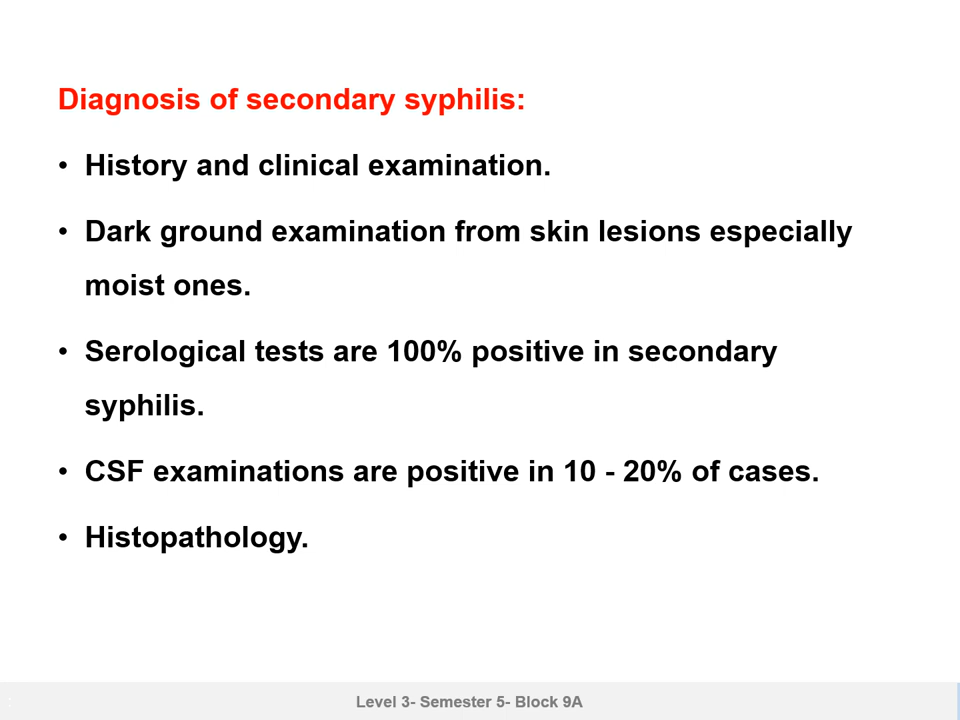 Diagnosis of secondary syphilis:
• History and clinical examination.
• Dark ground examination from skin lesions especially
moist ones.
• Serological tests are 100% positive in secondary
syphilis.
• CSF examinations are positive in 10 - 20% of cases.
• Histopathology.
Level 3- Semester 5- Block 9A